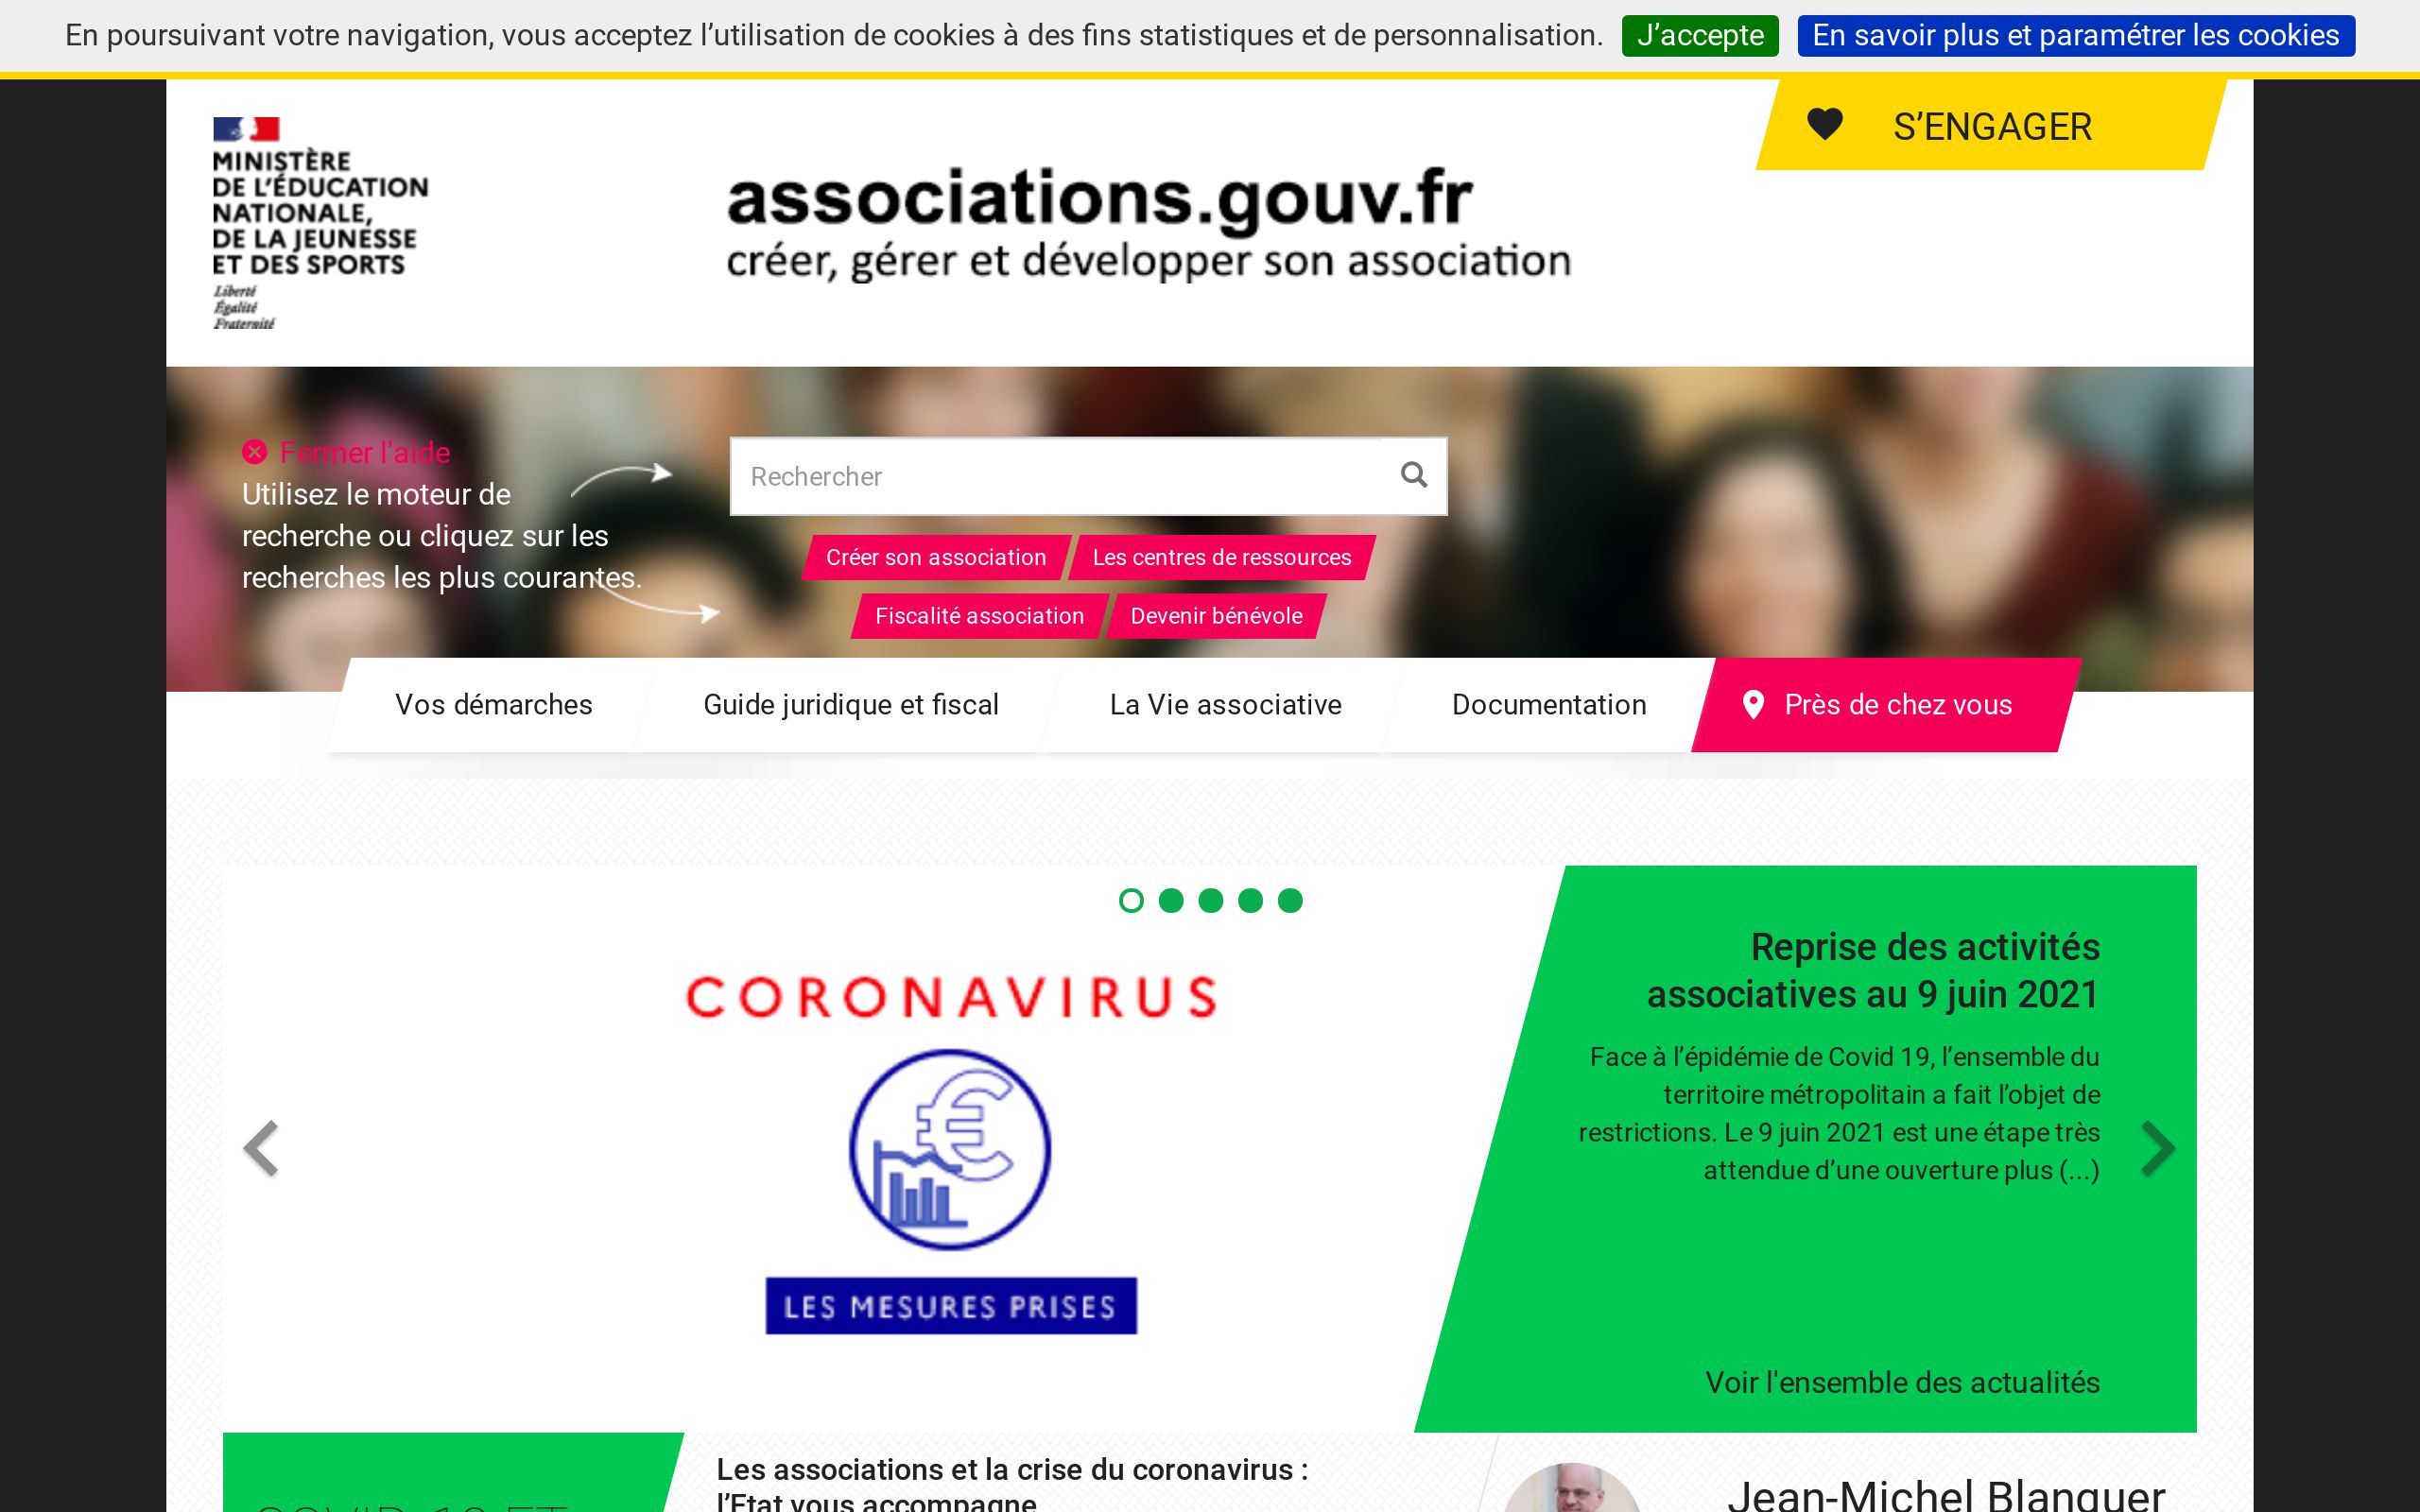 En poursuivant votre navigation, vous acceptez l’utilisation de cookies à des fins statistiques et de personnalisation. J’accepte En savoir plus et paramétrer les cookies
S’ENGAGER
MINISTÈRE
DE L’ÉDUCATION
NATIONALE,
DE LA JEUNESSE
ET DES SPORTS
Liberté
Égalité
Fraternité
associations.gouv.fr
créer, gérer et développer son association
Fermer l'aide
Utilisez le moteur de
recherche ou cliquez sur les
recherches les plus courantes.
Rechercher
Créer son association Les centres de ressources
Fiscalité association Devenir bénévole
Vos démarches Guide juridique et fiscal La Vie associative Documentation Près de chez vous
CORONAVIRUS
€
LES MESURES PRISES
Reprise des activités
associatives au 9 juin 2021
Face à l’épidémie de Covid 19, l’ensemble du
territoire métropolitain a fait l’objet de
restrictions. Le 9 juin 2021 est une étape très
attendue d’une ouverture plus (...)
Voir l'ensemble des actualités
COVID-19 ET
Les associations et la crise du coronavirus :
l’Etat vous accompagne
Jean-Michel Blanquer